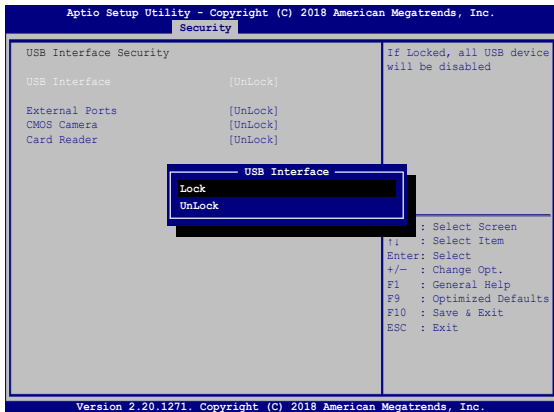 Aptio Setup Utility - Copyright (C) 2018 American Megatrends, Inc.
Security
USB Interface Security
USB Interface [UnLock]
External Ports [UnLock]
CMOS Camera [UnLock]
Card Reader [UnLock]
USB Interface
Lock
UnLock
If Locked, all USB device
will be disabled
: Select Screen
↑↓ : Select Item
Enter: Select
+/— : Change Opt.
F1 : General Help
F9 : Optimized Defaults
F10 : Save & Exit
ESC : Exit
Version 2.20.1271. Copyright (C) 2018 American Megatrends, Inc.